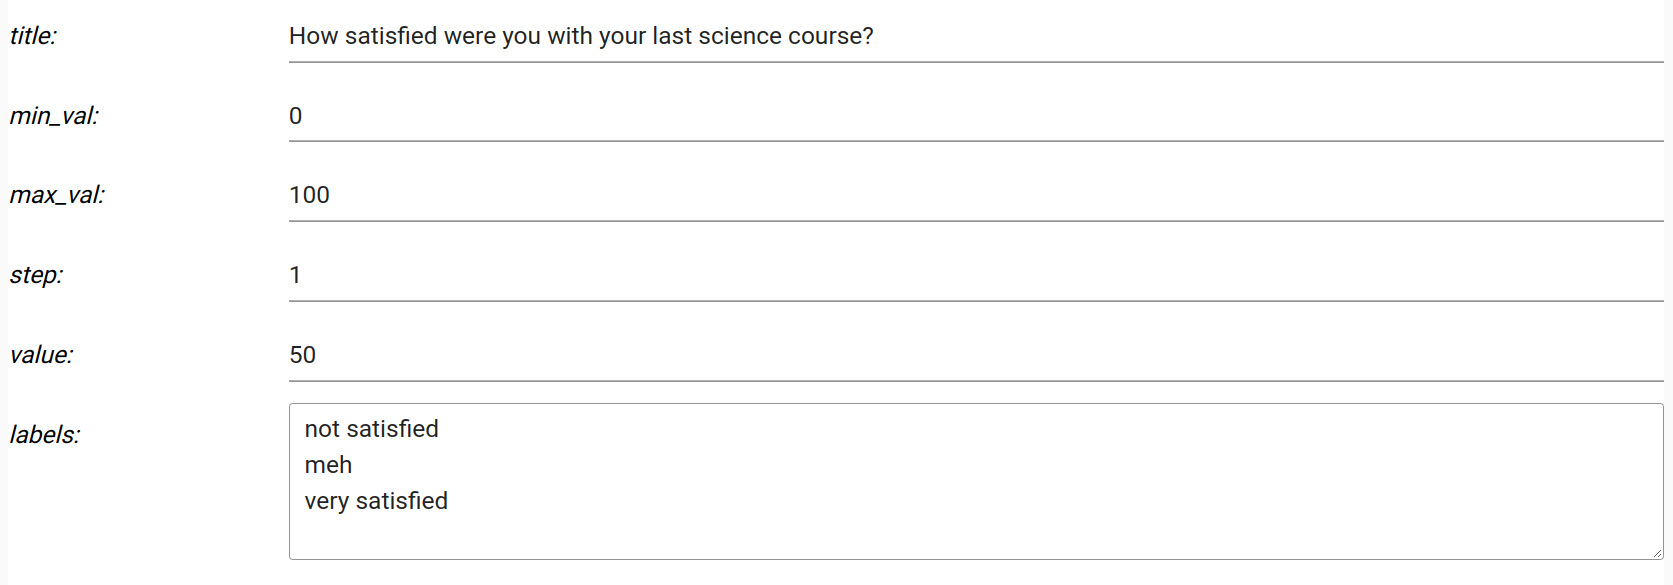 title: How satisfied were you with your last science course?
min_val: 0
max_val: 100
step: 1
value: 50
labels: not satisfied
meh
very satisfied